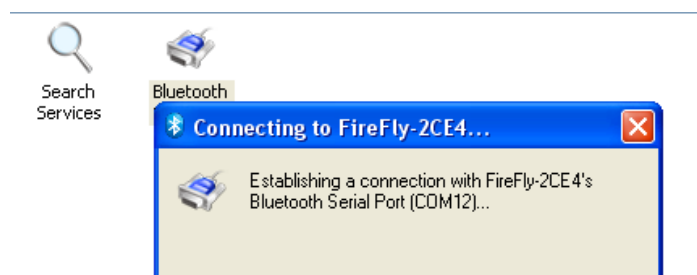 Search
Services
Bluetooth
Connecting to FireFly-2CE4...
Establishing a connection with FireFly-2CE4's
Bluetooth Serial Port (COM12)...